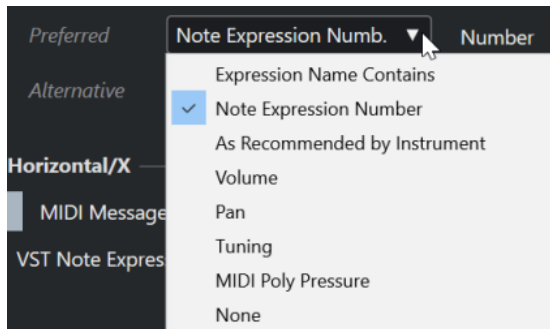 Preferred Note Expression Numb. Number
Expression Name Contains
Alternative
Note Expression Number
As Recommended by Instrument
Horizontal/X
Volume
MIDI Message
Pan
Tuning
VST Note Expres
MIDI Poly Pressure
None